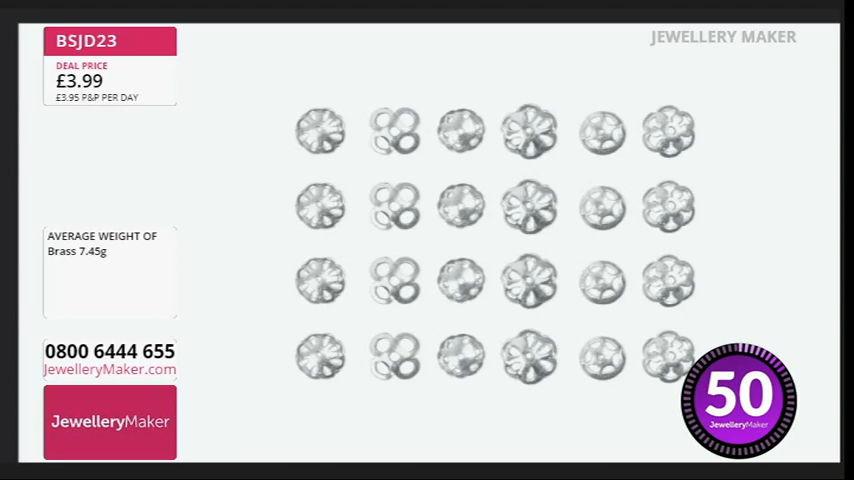 BSJD23
DEAL PRICE
£3.99
£3.95 P&P PER DAY
JEWELLERY MAKER
AVERAGE WEIGHT OF
Brass 7.45g
0800 6444 655
JewelleryMaker.com
JewelleryMaker
50
JewelleryMaker